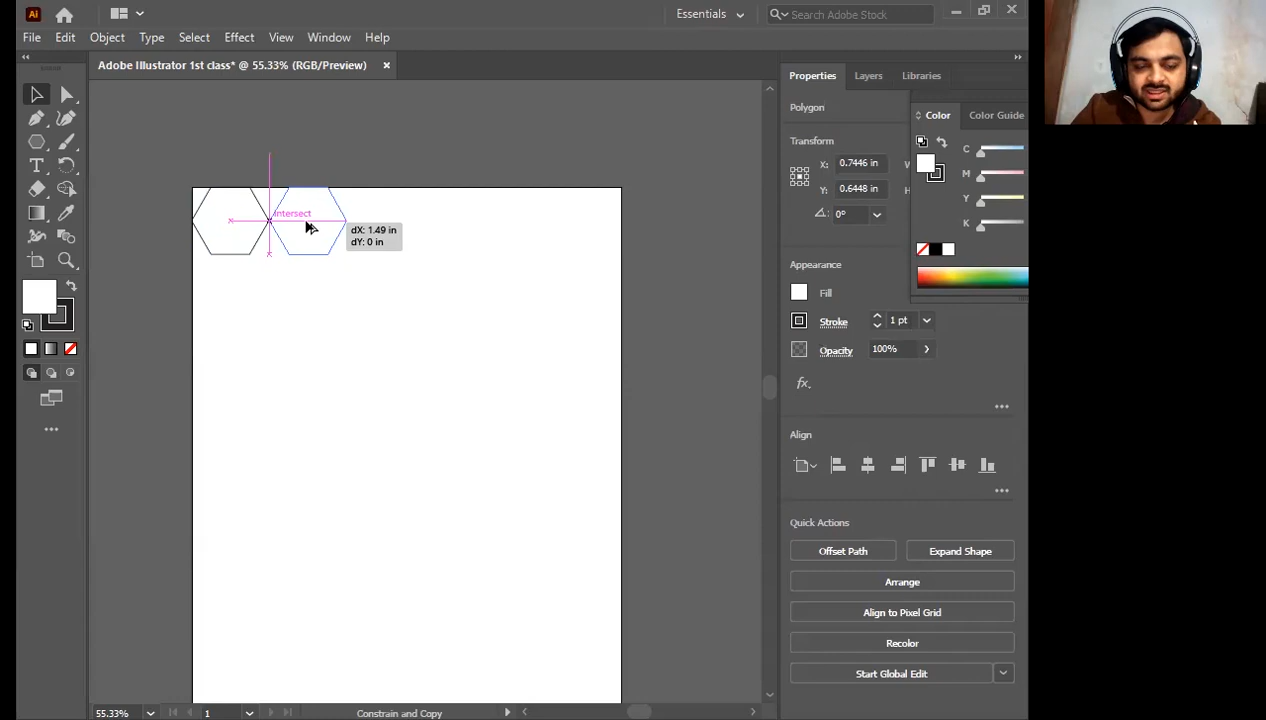 Ai
Essentials
Search Adobe Stock
File Edit Object Type Select Effect View Window Help
Adobe Illustrator 1st class* @ 55.33% (RGB/Preview)
Properties Layers Libraries
Polygon
Color Color Guide
Transform
X: 0.7446 in
Y: 0.6448 in
0°
C
M
Y
K
Intersect
dX: 1.49 in
dY: 0 in
Appearance
Fill
Stroke 1 pt
Opacity 100%
fx.
Align
Quick Actions
Offset Path Expand Shape
Arrange
Align to Pixel Grid
Recolor
Start Global Edit
55.33% 1 Constrain and Copy